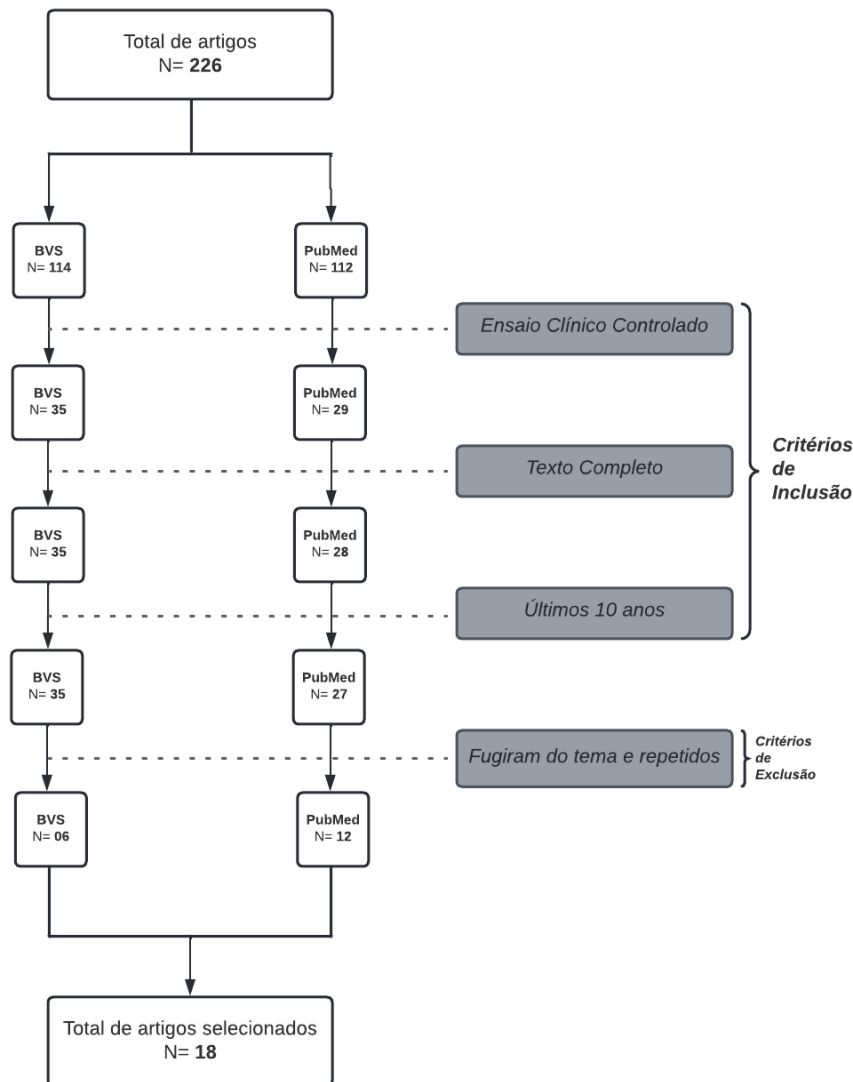 Total de artigos
N= 226
BVS
N= 114
PubMed
N= 112
Ensaio Clínico Controlado
BVS
N= 35
PubMed
N= 29
Texto Completo
Critérios
de
Inclusão
BVS
N= 35
PubMed
N= 28
Últimos 10 anos
BVS
N= 35
PubMed
N= 27
Fugiram do tema e repetidos
Critérios
de
Exclusão
BVS
N= 06
PubMed
N= 12
Total de artigos selecionados
N= 18